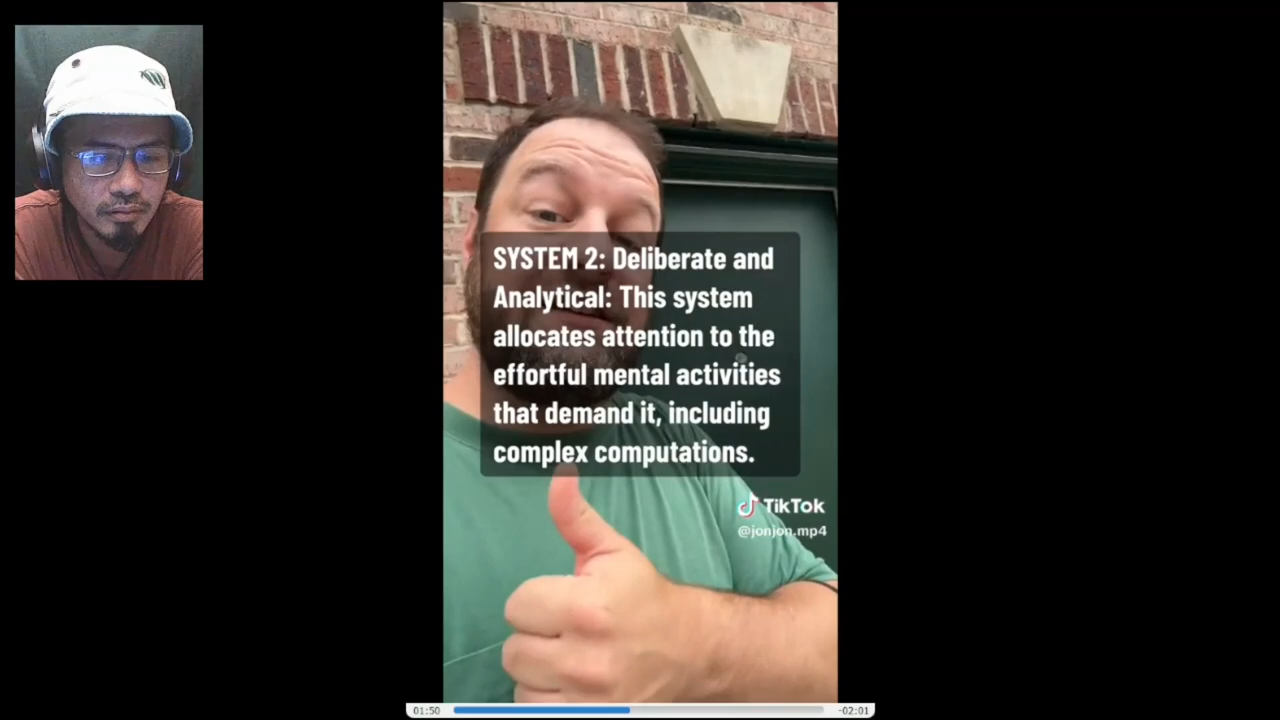 SYSTEM 2: Deliberate and
Analytical: This system
allocates attention to the
effortful mental activities
that demand it, including
complex computations.
TikTok
@jonjon.mp4
01:50
-02:01